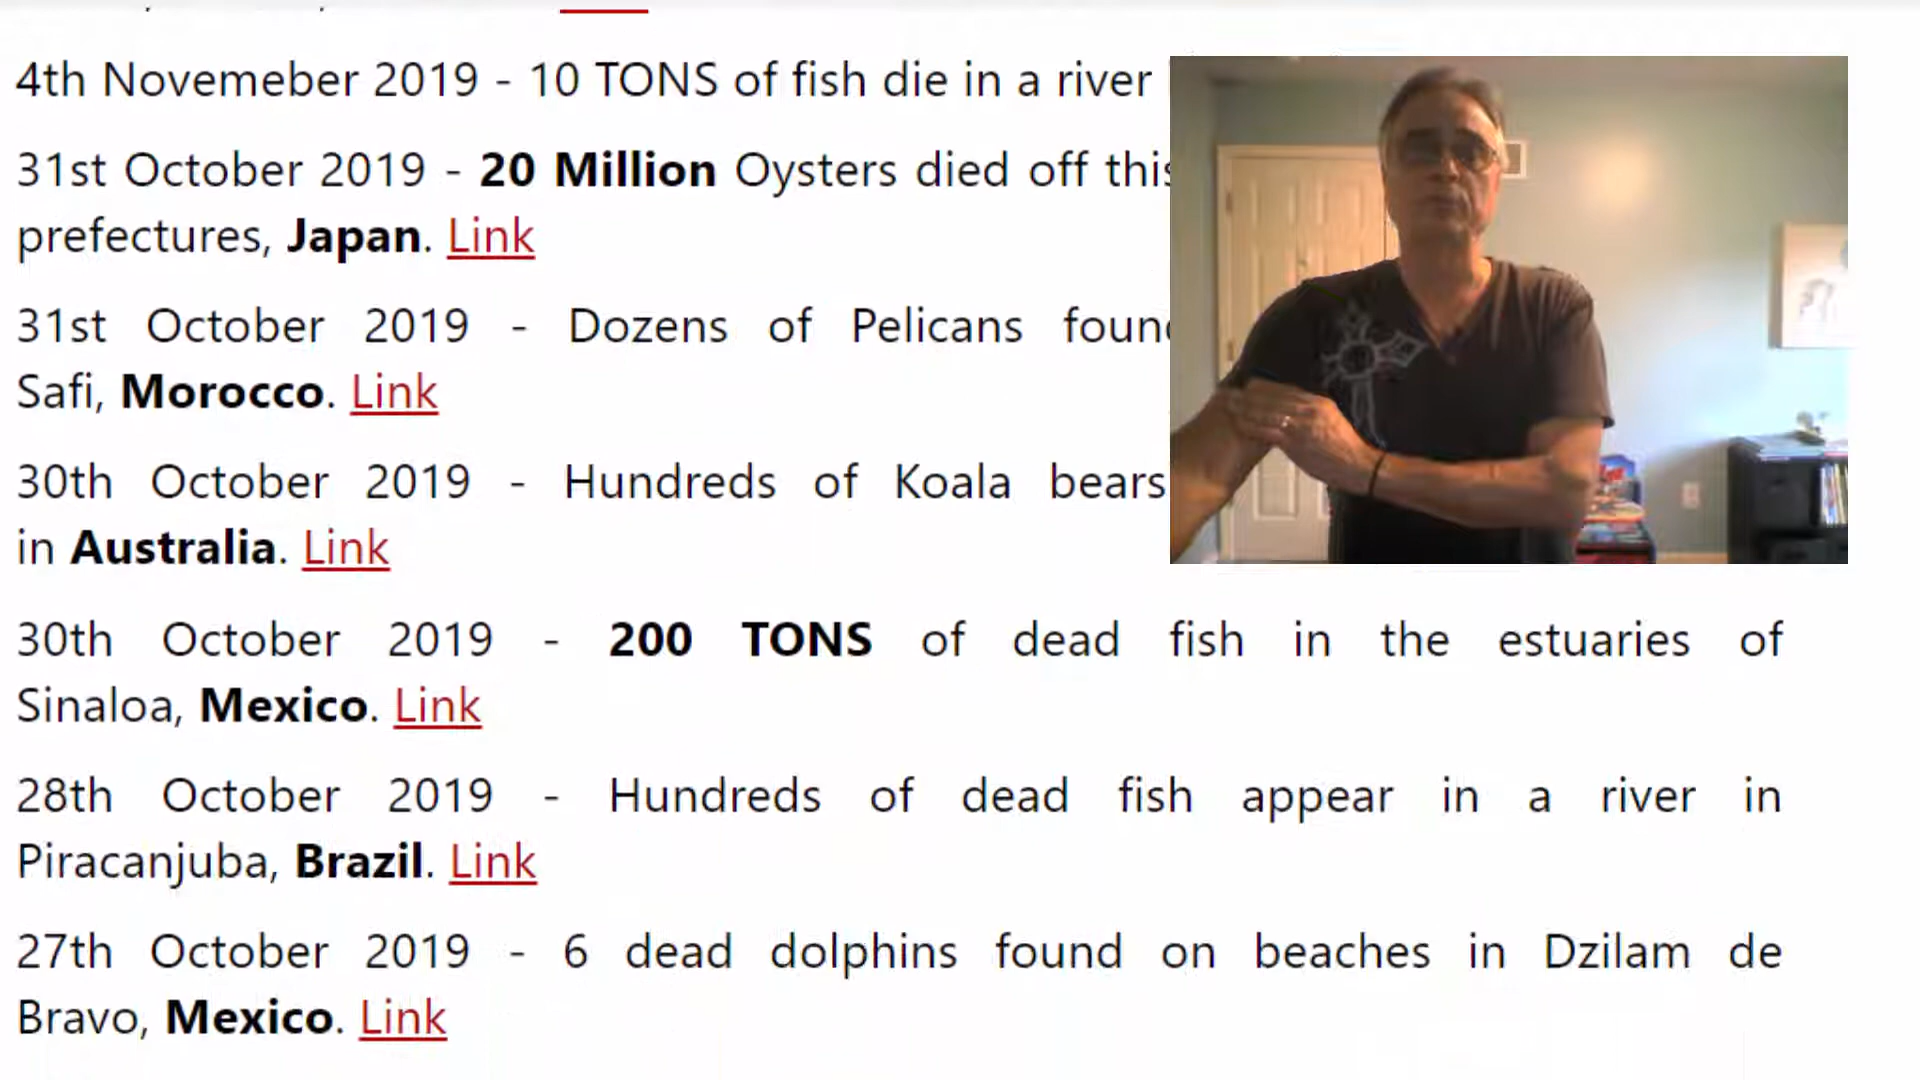 4th Novemeber 2019 - 10 TONS of fish die in a river
31st October 2019 - 20 Million Oysters died off this
prefectures, Japan. Link
31st October 2019 - Dozens of Pelicans found
Safi, Morocco. Link
30th October 2019 - Hundreds of Koala bears
in Australia. Link
30th October 2019 - 200 TONS of dead fish in the estuaries of
Sinaloa, Mexico. Link
28th October 2019 - Hundreds of dead fish appear in a river in
Piracanjuba, Brazil. Link
27th October 2019 - 6 dead dolphins found on beaches in Dzilam de
Bravo, Mexico. Link